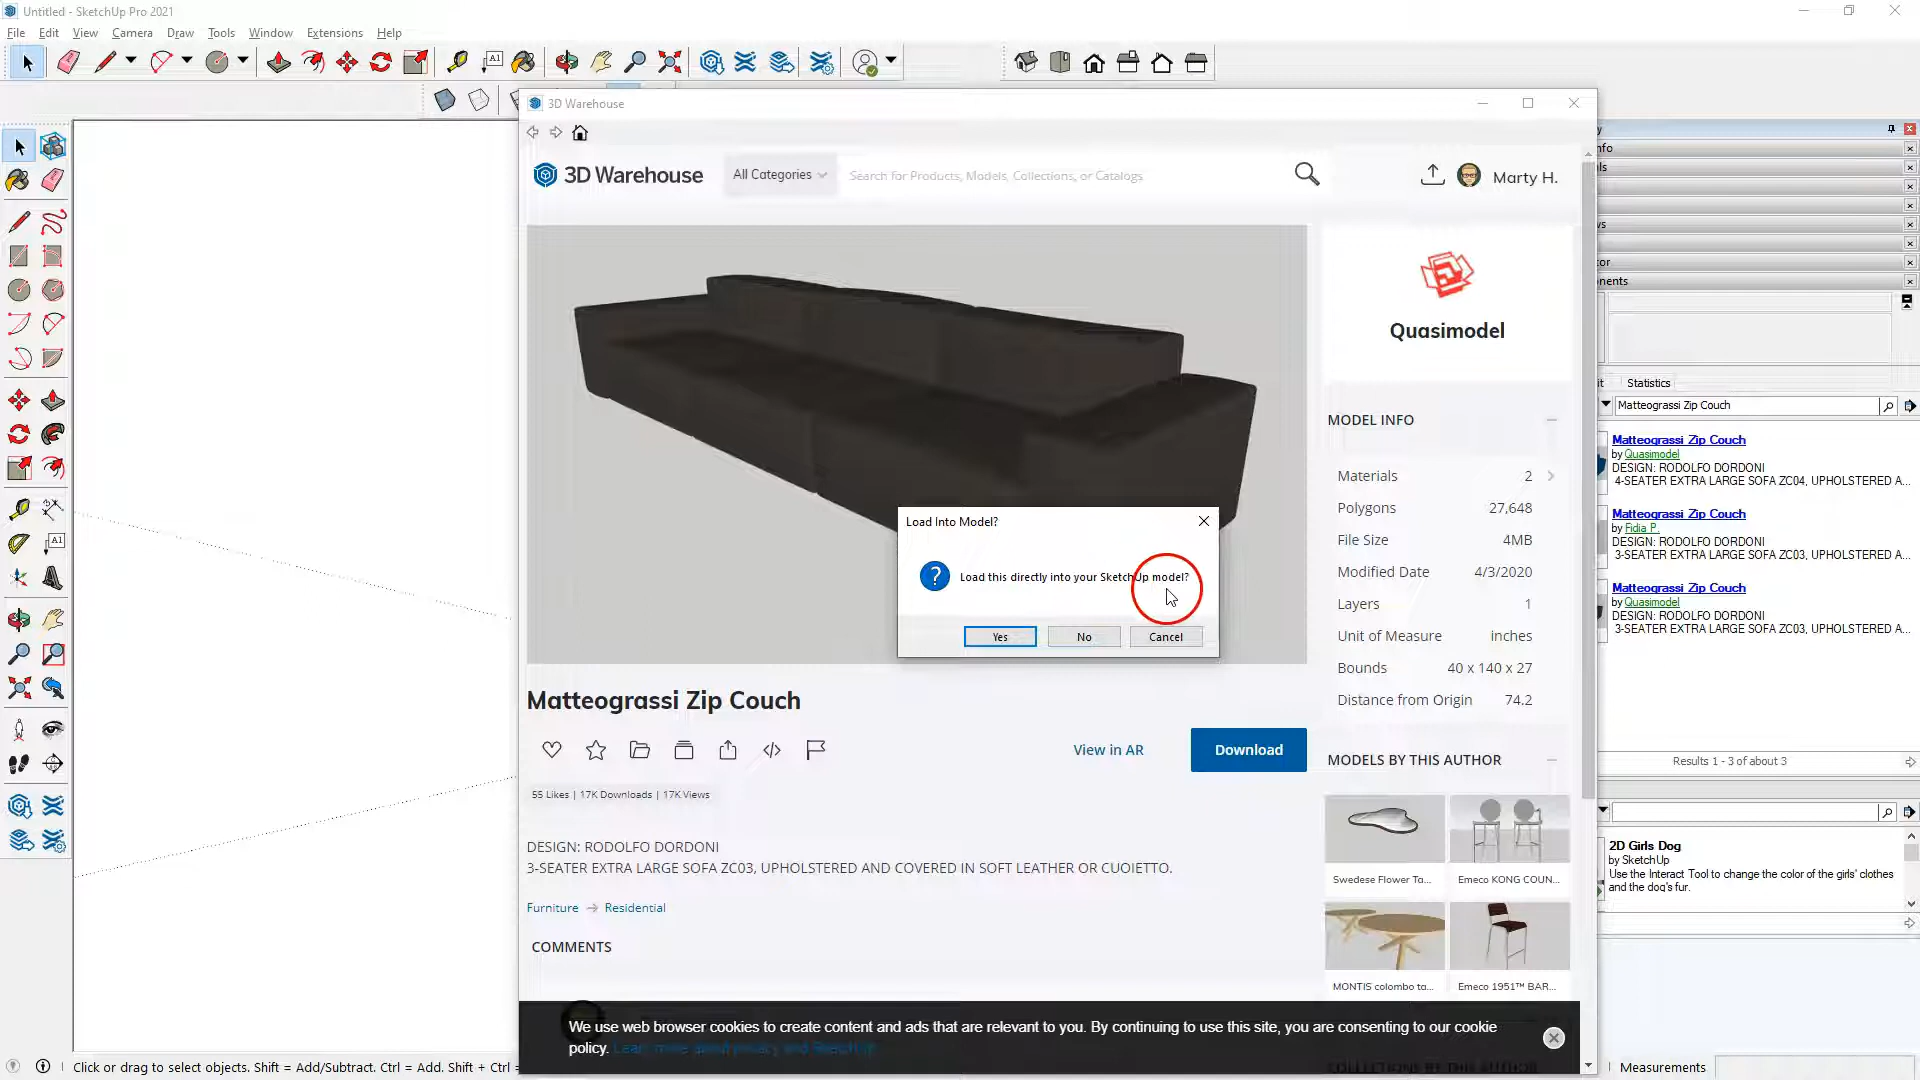 Untitled - SketchUp Pro 2021
File Edit View Camera Draw Tools Window Extensions Help
3D Warehouse
3D Warehouse
All Categories
Search for Products, Models, Collections, or Catalogs
Marty H.
Quasimodel
MODEL INFO
Materials 2
Polygons 27,648
File Size 4MB
Modified Date 4/3/2020
Layers 1
Unit of Measure inches
Bounds 40 x 140 x 27
Distance from Origin 74.2
Load Into Model?
Load this directly into your SketchUp model?
Yes No Cancel
Matteograssi Zip Couch
View in AR
Download
55 Likes | 17K Downloads | 17K Views
DESIGN: RODOLFO DORDONI
3-SEATER EXTRA LARGE SOFA ZC03, UPHOLSTERED AND COVERED IN SOFT LEATHER OR CUOIETTO.
Furniture Residential
COMMENTS
MODELS BY THIS AUTHOR
Swedese Flower Ta...
Emeco KONG COUN...
MONTIS colombo ta...
Emeco 1951™ BAR...
We use web browser cookies to create content and ads that are relevant to you. By continuing to use this site, you are consenting to our cookie
policy. Learn more about privacy and SketchUp
Statistics
Matteograssi Zip Couch
Matteograssi Zip Couch
by Quasimodel
DESIGN: RODOLFO DORDONI
4-SEATER EXTRA LARGE SOFA ZC04, UPHOLSTERED A...
Matteograssi Zip Couch
by Fidia P.
DESIGN: RODOLFO DORDONI
3-SEATER EXTRA LARGE SOFA ZC03, UPHOLSTERED A...
Matteograssi Zip Couch
by Quasimodel
DESIGN: RODOLFO DORDONI
3-SEATER EXTRA LARGE SOFA ZC03, UPHOLSTERED A...
Results 1 - 3 of about 3
2D Girls Dog
by SketchUp
Use the Interact Tool to change the color of the girls' clothes
and the dog's fur.
Click or drag to select objects. Shift = Add/Subtract. Ctrl = Add. Shift + Ctrl =
Measurements